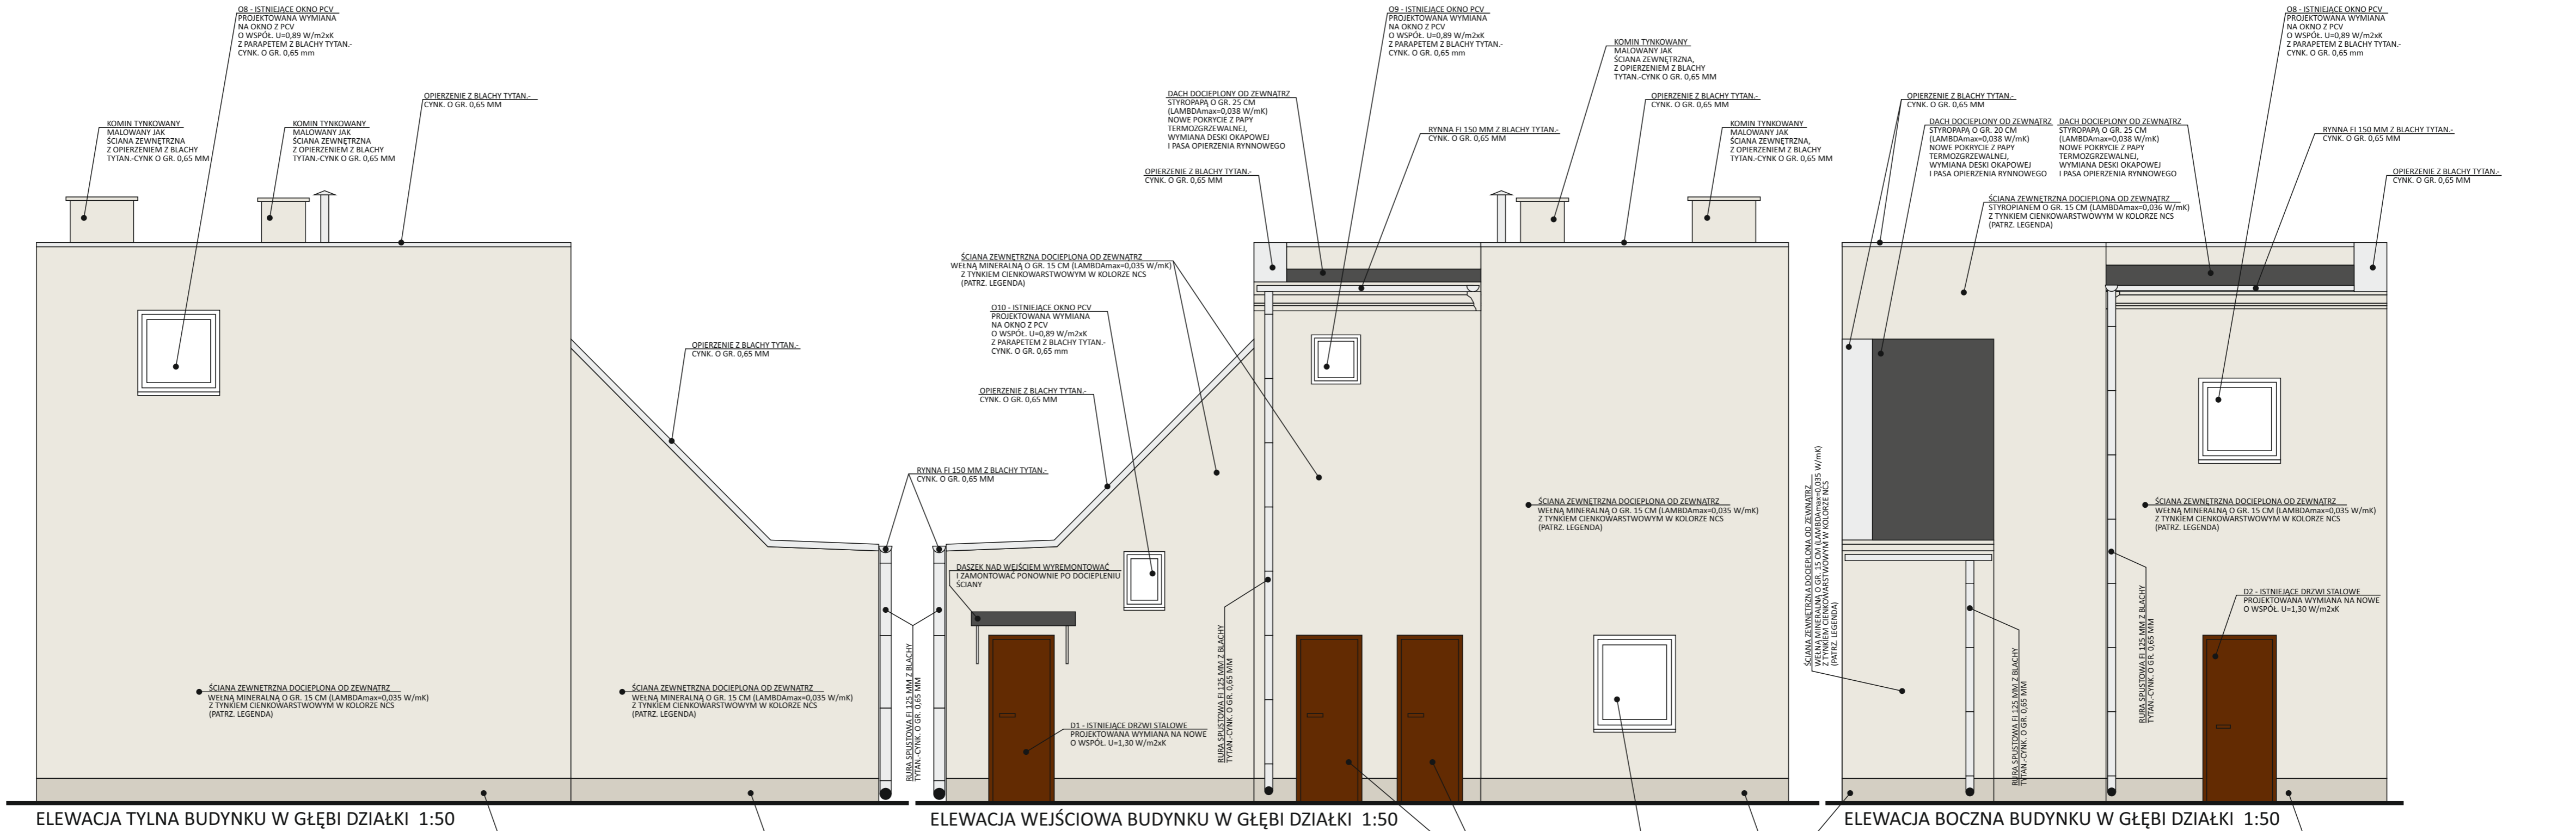 O8 - ISTNIEJĄCE OKNO PCV
PROJEKTOWANA WYMIANA
NA OKNO Z PCV
O WSPÓŁ. U=0,89 W/m2xK
Z PARAPETEM Z BLACHY TYTAN.-
CYNK. O GR. 0,65 mm
KOMIN TYNKOWANY
MALOWANY JAK
ŚCIANA ZEWNĘTRZNA
Z OPIERZENIEM Z BLACHY
TYTAN.-CYNK O GR. 0,65 MM
KOMIN TYNKOWANY
MALOWANY JAK
ŚCIANA ZEWNĘTRZNA
Z OPIERZENIEM Z BLACHY
TYTAN.-CYNK O GR. 0,65 MM
OPIERZENIE Z BLACHY TYTAN.-
CYNK. O GR. 0,65 MM
OPIERZENIE Z BLACHY TYTAN.-
CYNK. O GR. 0,65 MM
ŚCIANA ZEWNĘTRZNA DOCIEPLONA OD ZEWNĄTRZ
WEŁNĄ MINERALNĄ O GR. 15 CM (LAMBDAmax=0,035 W/mK)
Z TYNKIEM CIENKOWARSTWOWYM W KOLORZE NCS
(PATRZ. LEGENDA)
ŚCIANA ZEWNĘTRZNA DOCIEPLONA OD ZEWNĄTRZ
WEŁNĄ MINERALNĄ O GR. 15 CM (LAMBDAmax=0,035 W/mK)
Z TYNKIEM CIENKOWARSTWOWYM W KOLORZE NCS
(PATRZ. LEGENDA)
RYNNA FI 150 MM Z BLACHY TYTAN.-
CYNK. O GR. 0,65 MM
RURA SPUSTOWA FI 125 MM Z BLACHY
TYTAN.-CYNK. O GR. 0,65 MM
ELEWACJA TYLNA BUDYNKU W GŁĘBI DZIAŁKI 1:50
O9 - ISTNIEJĄCE OKNO PCV
PROJEKTOWANA WYMIANA
NA OKNO Z PCV
O WSPÓŁ. U=0,89 W/m2xK
Z PARAPETEM Z BLACHY TYTAN.-
CYNK. O GR. 0,65 mm
KOMIN TYNKOWANY
MALOWANY JAK
ŚCIANA ZEWNĘTRZNA,
Z OPIERZENIEM Z BLACHY
TYTAN.-CYNK O GR. 0,65 MM
DACH DOCIEPLONY OD ZEWNĄTRZ
STYROPAPĄ O GR. 25 CM
(LAMBDAmax=0,038 W/mK)
NOWE POKRYCIE Z PAPY
TERMOZGRZEWALNEJ,
WYMIANA DESKI OKAPOWEJ
I PASA OPIERZENIA RYNNOWEGO
OPIERZENIE Z BLACHY TYTAN.-
CYNK. O GR. 0,65 MM
RYNNA FI 150 MM Z BLACHY TYTAN.-
CYNK. O GR. 0,65 MM
KOMIN TYNKOWANY
MALOWANY JAK
ŚCIANA ZEWNĘTRZNA,
Z OPIERZENIEM Z BLACHY
TYTAN.-CYNK O GR. 0,65 MM
OPIERZENIE Z BLACHY TYTAN.-
CYNK. O GR. 0,65 MM
ŚCIANA ZEWNĘTRZNA DOCIEPLONA OD ZEWNĄTRZ
WEŁNĄ MINERALNĄ O GR. 15 CM (LAMBDAmax=0,035 W/mK)
Z TYNKIEM CIENKOWARSTWOWYM W KOLORZE NCS
(PATRZ. LEGENDA)
O10 - ISTNIEJĄCE OKNO PCV
PROJEKTOWANA WYMIANA
NA OKNO Z PCV
O WSPÓŁ. U=0,89 W/m2xK
Z PARAPETEM Z BLACHY TYTAN.-
CYNK. O GR. 0,65 mm
OPIERZENIE Z BLACHY TYTAN.-
CYNK. O GR. 0,65 MM
ŚCIANA ZEWNĘTRZNA DOCIEPLONA OD ZEWNĄTRZ
WEŁNĄ MINERALNĄ O GR. 15 CM (LAMBDAmax=0,035 W/mK)
Z TYNKIEM CIENKOWARSTWOWYM W KOLORZE NCS
(PATRZ. LEGENDA)
DASZEK NAD WEJŚCIEM WYREMONTOWAĆ
I ZAMONTOWAĆ PONOWNIE PO DOCIEPLENIU
ŚCIANY
RURA SPUSTOWA FI 125 MM Z BLACHY
TYTAN.-CYNK. O GR. 0,65 MM
D1 - ISTNIEJĄCE DRZWI STALOWE
PROJEKTOWANA WYMIANA NA NOWE
O WSPÓŁ. U=1,30 W/m2xK
ELEWACJA WEJŚCIOWA BUDYNKU W GŁĘBI DZIAŁKI 1:50
O8 - ISTNIEJĄCE OKNO PCV
PROJEKTOWANA WYMIANA
NA OKNO Z PCV
O WSPÓŁ. U=0,89 W/m2xK
Z PARAPETEM Z BLACHY TYTAN.-
CYNK. O GR. 0,65 mm
OPIERZENIE Z BLACHY TYTAN.-
CYNK. O GR. 0,65 MM
DACH DOCIEPLONY OD ZEWNĄTRZ
STYROPAPĄ O GR. 20 CM
(LAMBDAmax=0,038 W/mK)
NOWE POKRYCIE Z PAPY
TERMOZGRZEWALNEJ,
WYMIANA DESKI OKAPOWEJ
I PASA OPIERZENIA RYNNOWEGO
DACH DOCIEPLONY OD ZEWNĄTRZ
STYROPAPĄ O GR. 25 CM
(LAMBDAmax=0,038 W/mK)
NOWE POKRYCIE Z PAPY
TERMOZGRZEWALNEJ,
WYMIANA DESKI OKAPOWEJ
I PASA OPIERZENIA RYNNOWEGO
RYNNA FI 150 MM Z BLACHY TYTAN.-
CYNK. O GR. 0,65 MM
OPIERZENIE Z BLACHY TYTAN.-
CYNK. O GR. 0,65 MM
ŚCIANA ZEWNĘTRZNA DOCIEPLONA OD ZEWNĄTRZ
STYROPIANEM O GR. 15 CM (LAMBDAmax=0,036 W/mK)
Z TYNKIEM CIENKOWARSTWOWYM W KOLORZE NCS
(PATRZ. LEGENDA)
ŚCIANA ZEWNĘTRZNA DOCIEPLONA OD ZEWNĄTRZ
WEŁNĄ MINERALNĄ O GR. 15 CM (LAMBDAmax=0,035 W/mK)
Z TYNKIEM CIENKOWARSTWOWYM W KOLORZE NCS
(PATRZ. LEGENDA)
ŚCIANA ZEWNĘTRZNA DOCIEPLONA OD ZEWNĄTRZ
WEŁNĄ MINERALNĄ O GR. 15 CM (LAMBDAmax=0,035 W/mK)
Z TYNKIEM CIENKOWARSTWOWYM W KOLORZE NCS
(PATRZ. LEGENDA)
RURA SPUSTOWA FI 125 MM Z BLACHY
TYTAN.-CYNK. O GR. 0,65 MM
RURA SPUSTOWA FI 125 MM Z BLACHY
TYTAN.-CYNK. O GR. 0,65 MM
D2 - ISTNIEJĄCE DRZWI STALOWE
PROJEKTOWANA WYMIANA NA NOWE
O WSPÓŁ. U=1,30 W/m2xK
ELEWACJA BOCZNA BUDYNKU W GŁĘBI DZIAŁKI 1:50